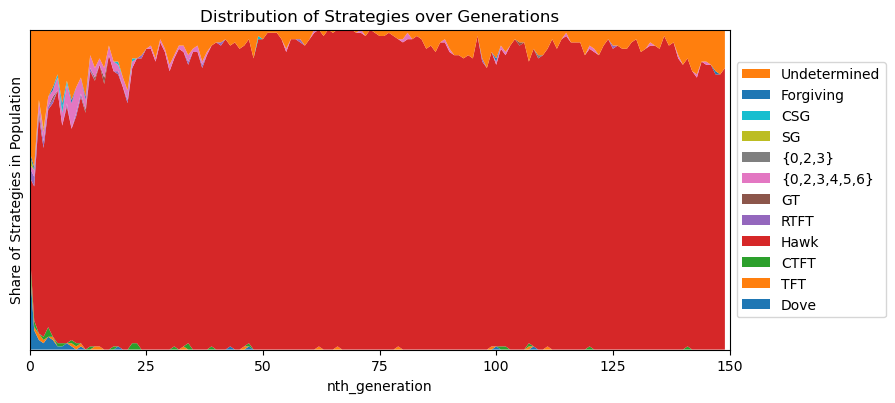 Distribution of Strategies over Generations
Share of Strategies in Population
0
25
50
75
100
125
150
nth_generation
Undetermined
Forgiving
CSG
SG
{0,2,3}
{0,2,3,4,5,6}
GT
RTFT
Hawk
CTFT
TFT
Dove